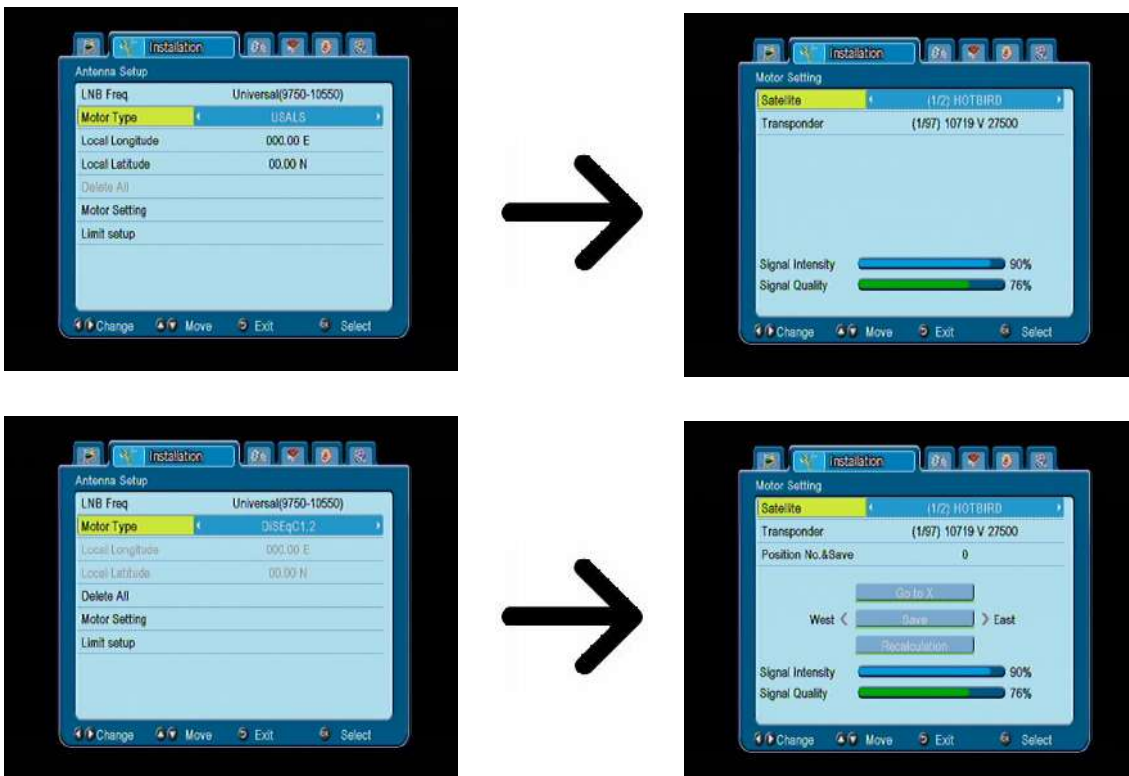 Installation
Antenna Setup
LNB Freq Universal(9750-10550)
Motor Type USALS
Local Longitude 000.00 E
Local Latitude 00.00 N
Delete All
Motor Setting
Limit setup
Change Move Exit Select
Installation
Motor Setting
Satellite (1/2) HOTBIRD
Transponder (1/97) 10719 V 27500
Signal Intensity 90%
Signal Quality 76%
Change Move Exit Select
Installation
Antenna Setup
LNB Freq Universal(9750-10550)
Motor Type DiSEqC1.2
Local Longitude 000.00 E
Local Latitude 00.00 N
Delete All
Motor Setting
Limit setup
Change Move Exit Select
Installation
Motor Setting
Satellite (1/2) HOTBIRD
Transponder (1/97) 10719 V 27500
Position No.&Save 0
Go to X
West Save East
Recalculation
Signal Intensity 90%
Signal Quality 76%
Change Move Exit Select